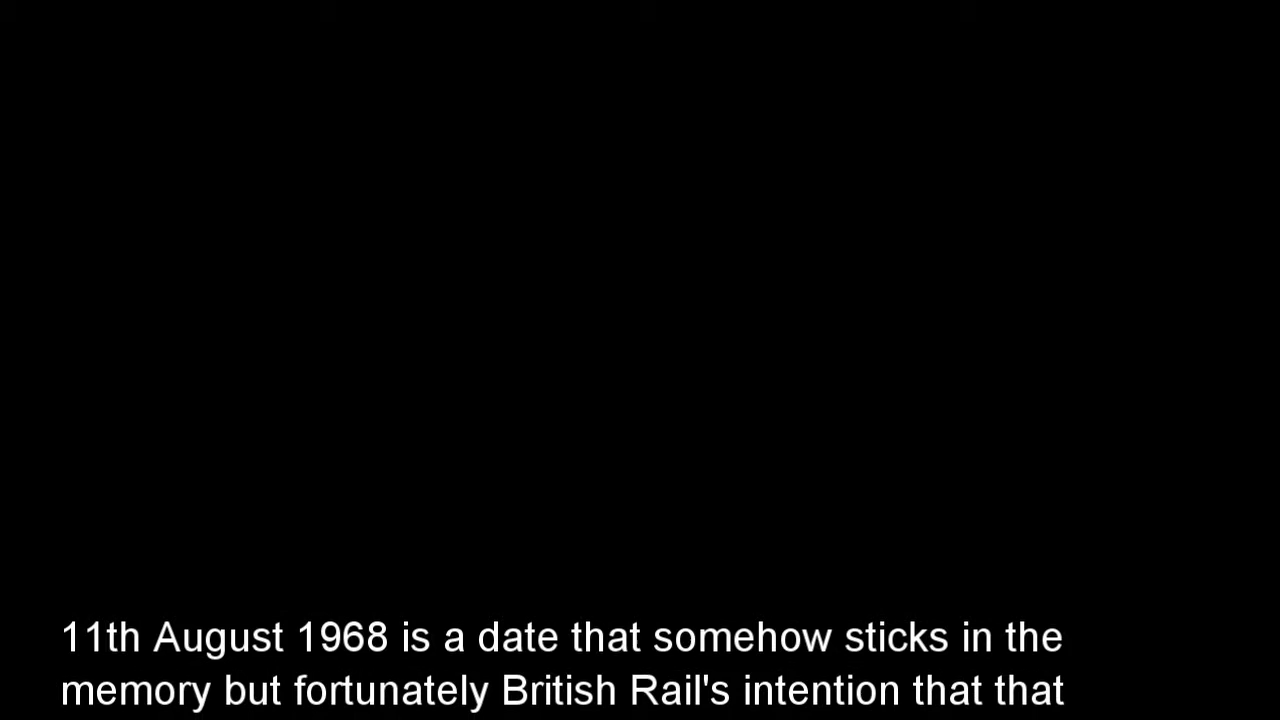 11th August 1968 is a date that somehow sticks in the
memory but fortunately British Rail's intention that that